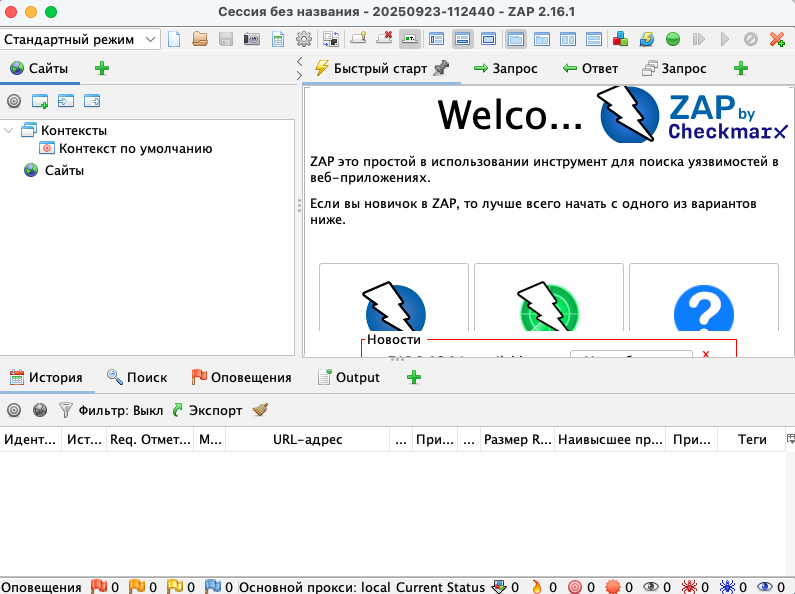 Сессия без названия - 20250923-112440 - ZAP 2.16.1
Стандартный режим
Сайты
Быстрый старт
Запрос
Ответ
Запрос
Контексты
Контекст по умолчанию
Сайты
Welco...
ZAP by
Checkmarx
ZAP это простой в использовании инструмент для поиска уязвимостей в
веб-приложениях.
Если вы новичок в ZAP, то лучше всего начать с одного из вариантов
ниже.
Новости
История
Поиск
Оповещения
Output
Фильтр: Выкл
Экспорт
Идент... Ист... Req. Отмет... М... URL-адрес ... При... ... Размер R... Наивысшее пр... При... Теги
Оповещения 0 0 0 0 Основной прокси: local Current Status 0 0 0 0 0 0 0 0